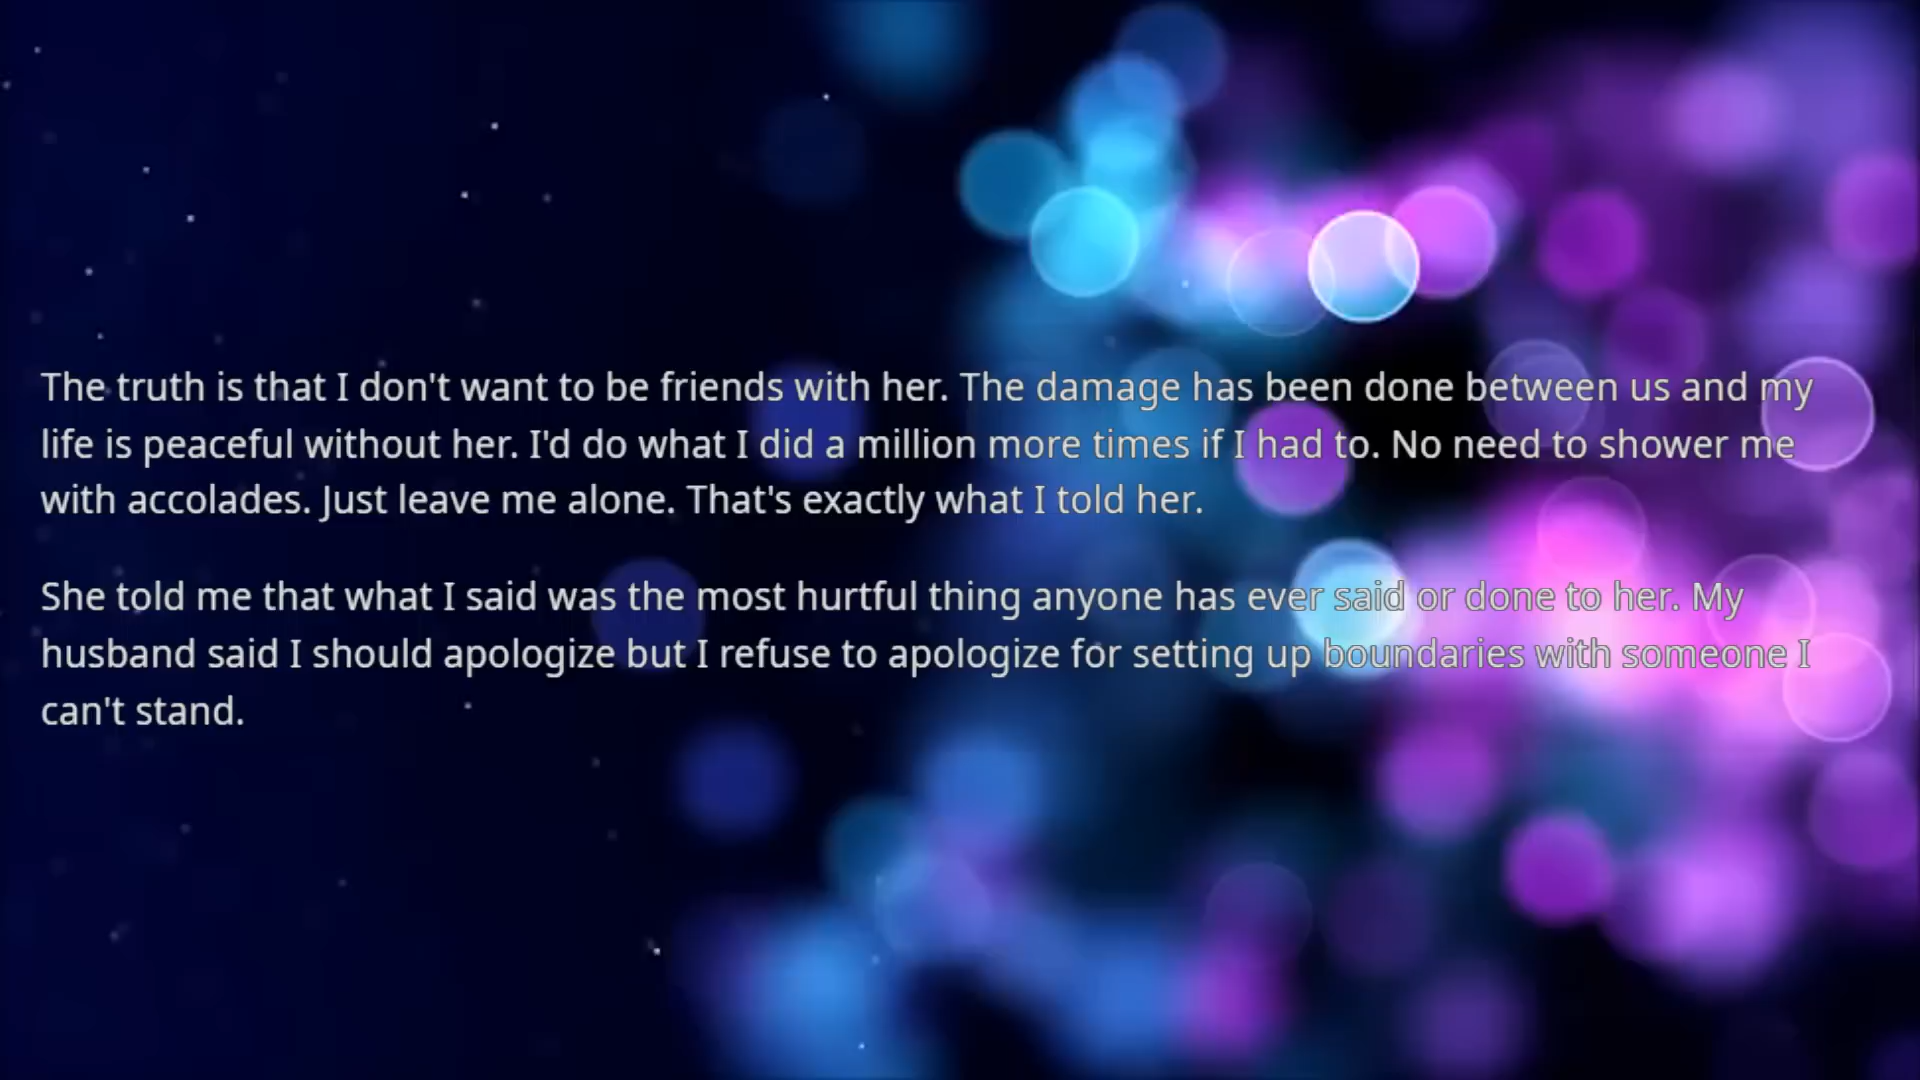 The truth is that I don't want to be friends with her. The damage has been done between us and my
life is peaceful without her. I'd do what I did a million more times if I had to. No need to shower me
with accolades. Just leave me alone. That's exactly what I told her.
She told me that what I said was the most hurtful thing anyone has ever said or done to her. My
husband said I should apologize but I refuse to apologize for setting up boundaries with someone I
can't stand.